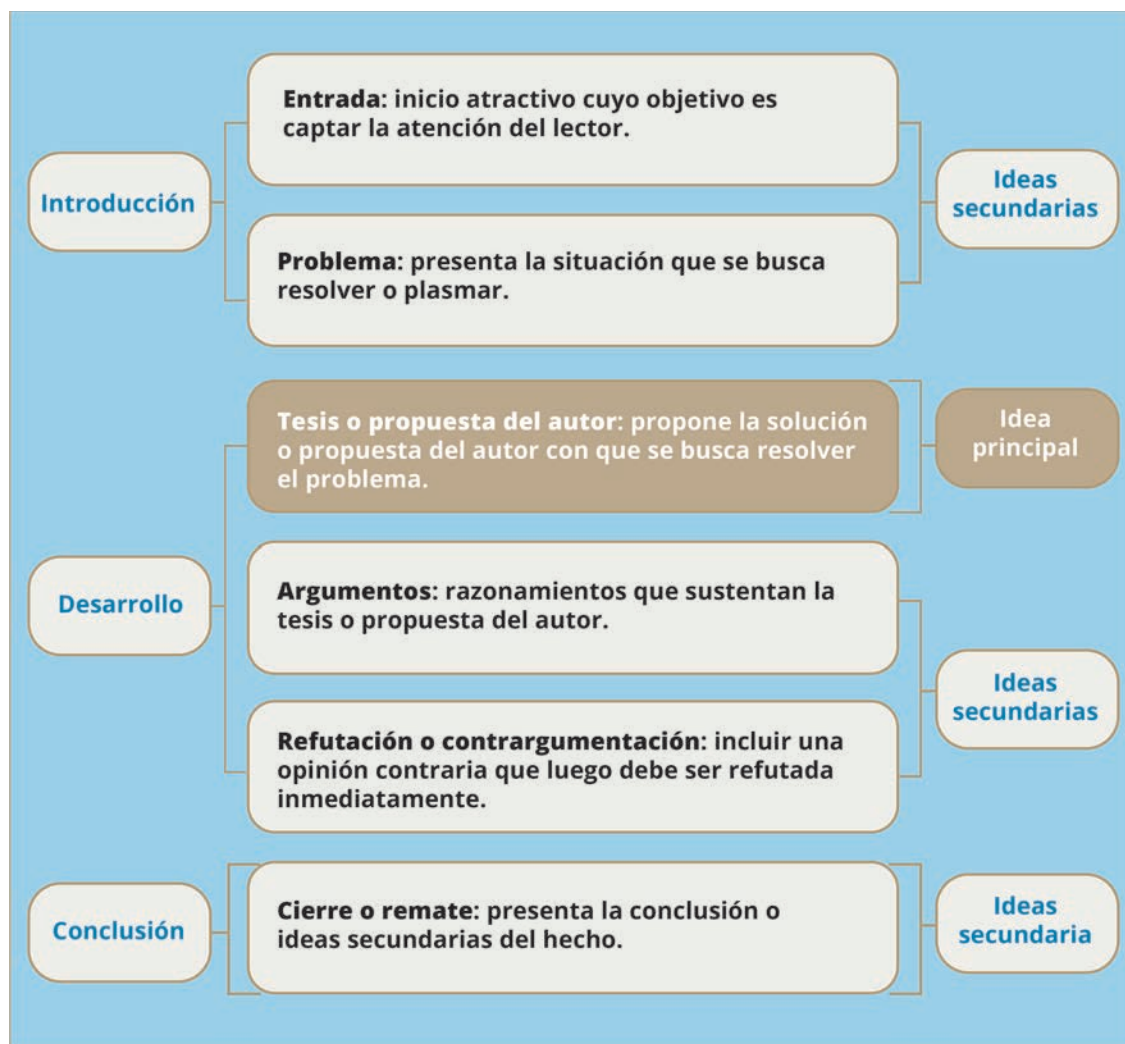 Introducción
Entrada: inicio atractivo cuyo objetivo es
captar la atención del lector.
Problema: presenta la situación que se busca
resolver o plasmar.
Ideas
secundarias
Desarrollo
Tesis o propuesta del autor: propone la solución
o propuesta del autor con que se busca resolver
el problema.
Idea
principal
Argumentos: razonamientos que sustentan la
tesis o propuesta del autor.
Refutación o contrargumentación: incluir una
opinión contraria que luego debe ser refutada
inmediatamente.
Ideas
secundarias
Conclusión
Cierre o remate: presenta la conclusión o
ideas secundarias del hecho.
Ideas
secundaria